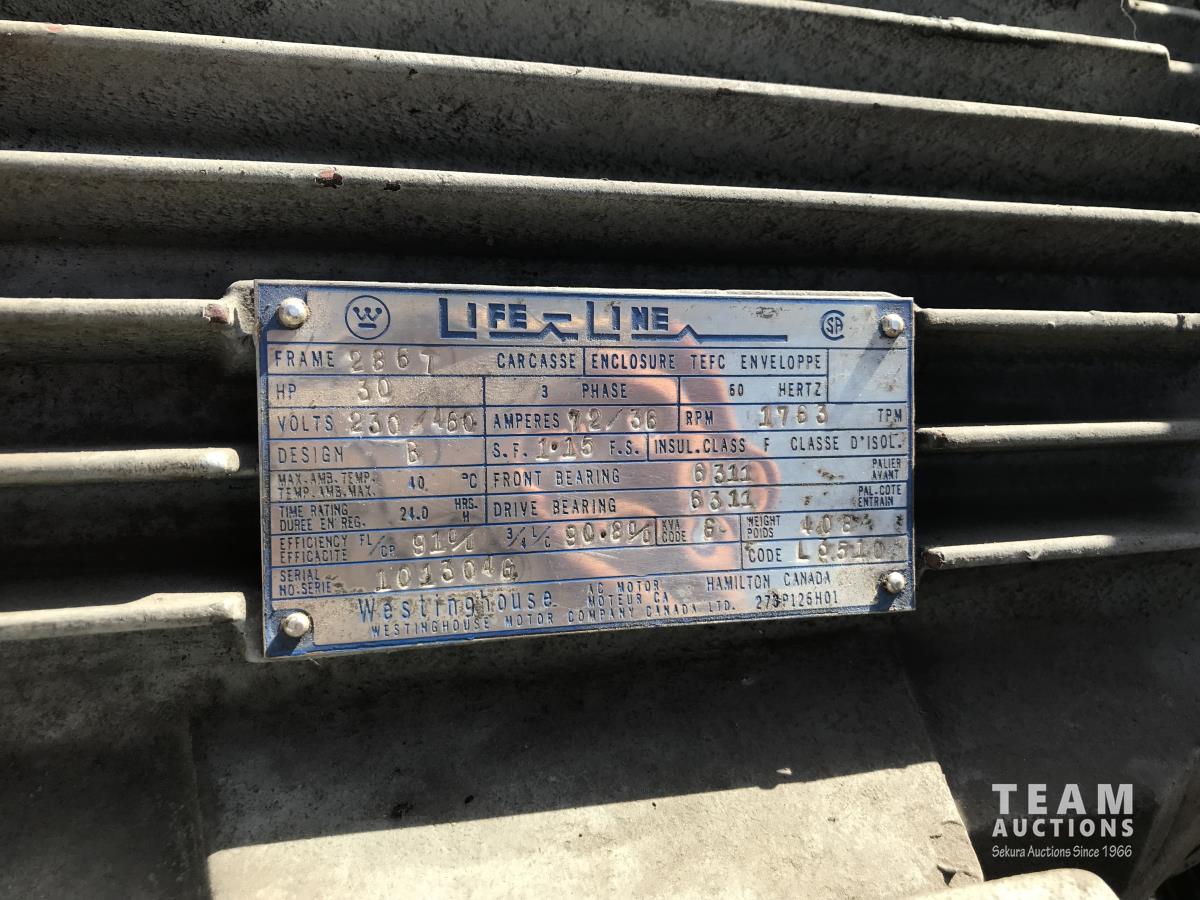 LIFE-LINE
FRAME 286T CARCASSE ENCLOSURE TEFC ENVELOPPE
HP 30 3 PHASE 60 HERTZ
VOLTS 230/460 AMPERES 72/36 RPM 1763 TPM
DESIGN B S.F. 1.15 F.S. INSUL.CLASS F CLASSE D'ISOL.
MAX.AMB.TEMP. 40 °C FRONT BEARING 6311 PALIER
TEMP.AMB.MAX. AVANT
TIME RATING 24.0 HRS. DRIVE BEARING 6311 PAL-COTE
DUREE EN REG. H ENTRAIN
EFFICIENCY FL/CP 91% 3/4 L/C 90.8% KVA WEIGHT 408
EFFICACITE CODE POIDS
SERIAL 1013046 CODE
NO.SERIE
Westinghouse AC MOTOR HAMILTON CANADA
MOTEUR CA
WESTINGHOUSE MOTOR COMPANY CANADA LTD. 273P126H01
TEAM
AUCTIONS
Sekura Auctions Since 1966